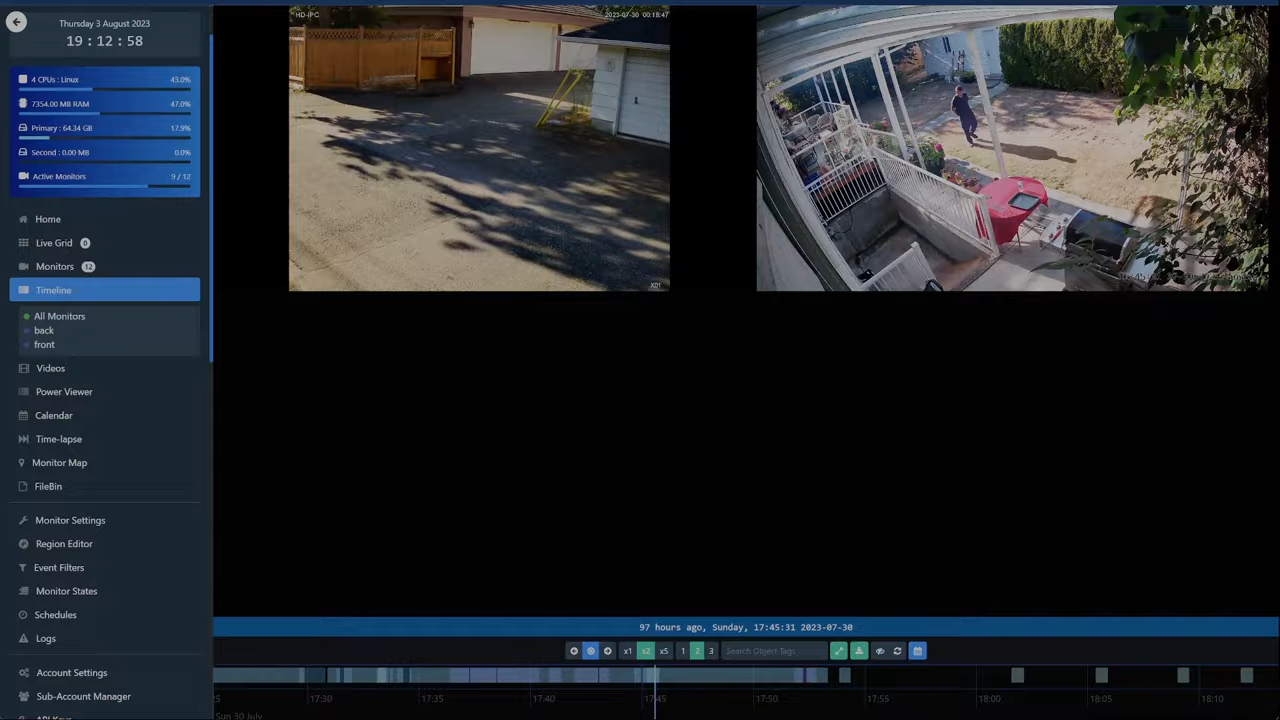 Thursday 3 August 2023
19 : 12 : 58
4 CPUs : Linux 43.0%
7354.00 MB RAM 47.0%
Primary : 64.34 GB 17.9%
Second : 0.00 MB 0.0%
Active Monitors 9 / 12
Home
Live Grid 0
Monitors 12
Timeline
All Monitors
back
front
Videos
Power Viewer
Calendar
Time-lapse
Monitor Map
FileBin
Monitor Settings
Region Editor
Event Filters
Monitor States
Schedules
Logs
Account Settings
Sub-Account Manager
API Keys
HD-IPC 2023-07-30 00:18:47
X01
97 hours ago, Sunday, 17:45:31 2023-07-30
x1 x2 x5 1 2 3 Search Object Tags
17:30 17:35 17:40 17:45 17:50 17:55 18:00 18:05 18:10
Sun 30 July